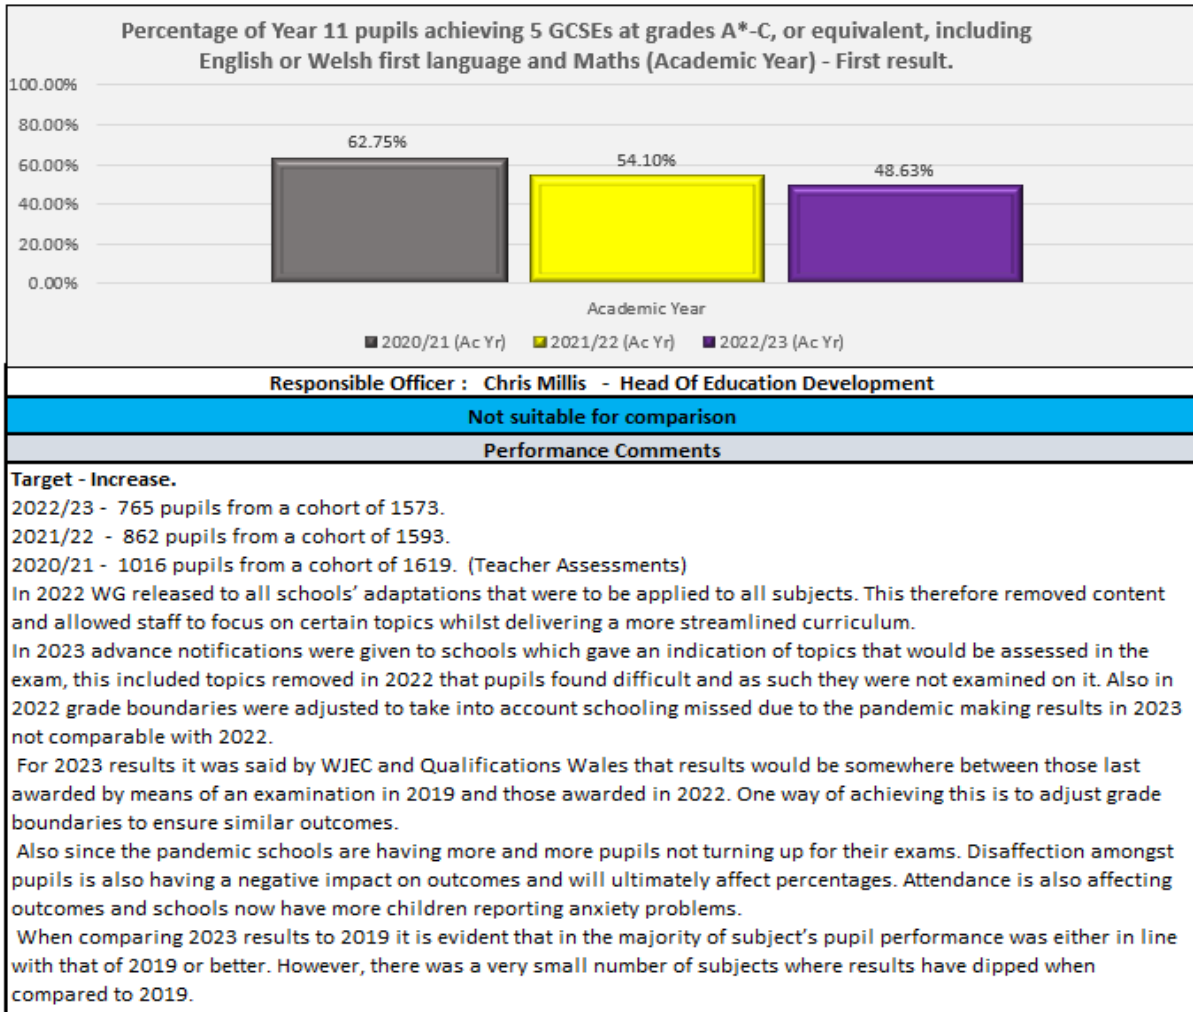 Percentage of Year 11 pupils achieving 5 GCSEs at grades A*-C, or equivalent, including
English or Welsh first language and Maths (Academic Year) - First result.
100.00%
80.00%
60.00%
40.00%
20.00%
0.00%
62.75%
54.10%
48.63%
Academic Year
2020/21 (Ac Yr) 2021/22 (Ac Yr) 2022/23 (Ac Yr)
Responsible Officer : Chris Millis - Head Of Education Development
Not suitable for comparison
Performance Comments
Target - Increase.
2022/23 - 765 pupils from a cohort of 1573.
2021/22 - 862 pupils from a cohort of 1593.
2020/21 - 1016 pupils from a cohort of 1619. (Teacher Assessments)
In 2022 WG released to all schools’ adaptations that were to be applied to all subjects. This therefore removed content
and allowed staff to focus on certain topics whilst delivering a more streamlined curriculum.
In 2023 advance notifications were given to schools which gave an indication of topics that would be assessed in the
exam, this included topics removed in 2022 that pupils found difficult and as such they were not examined on it. Also in
2022 grade boundaries were adjusted to take into account schooling missed due to the pandemic making results in 2023
not comparable with 2022.
For 2023 results it was said by WJEC and Qualifications Wales that results would be somewhere between those last
awarded by means of an examination in 2019 and those awarded in 2022. One way of achieving this is to adjust grade
boundaries to ensure similar outcomes.
Also since the pandemic schools are having more and more pupils not turning up for their exams. Disaffection amongst
pupils is also having a negative impact on outcomes and will ultimately affect percentages. Attendance is also affecting
outcomes and schools now have more children reporting anxiety problems.
When comparing 2023 results to 2019 it is evident that in the majority of subject’s pupil performance was either in line
with that of 2019 or better. However, there was a very small number of subjects where results have dipped when
compared to 2019.